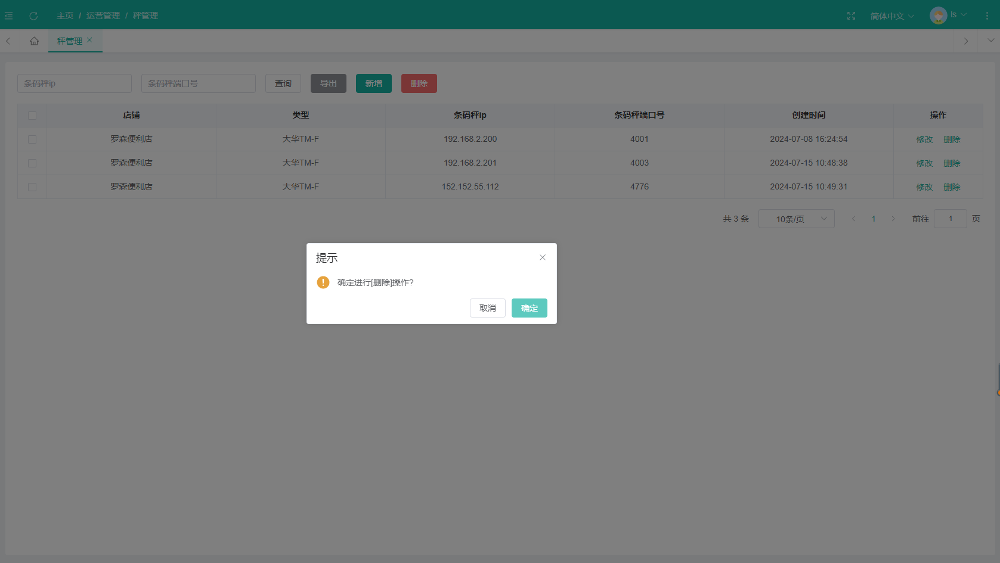 主页 / 运营管理 / 秤管理
简体中文
ls
秤管理
条码秤ip 条码秤端口号 查询 导出 新增 删除
店铺 类型 条码秤ip 条码秤端口号 创建时间 操作
罗森便利店 大华TM-F 192.168.2.200 4001 2024-07-08 16:24:54 修改 删除
罗森便利店 大华TM-F 192.168.2.201 4003 2024-07-15 10:48:38 修改 删除
罗森便利店 大华TM-F 152.152.55.112 4776 2024-07-15 10:49:31 修改 删除
共 3 条 10条/页 1 前往 1 页
提示
确定进行[删除]操作?
取消 确定